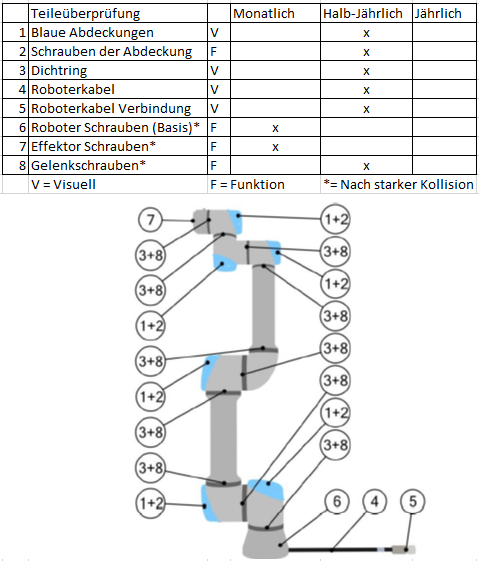 Teileüberprüfung Monatlich Halb-Jährlich Jährlich
1 Blaue Abdeckungen V x
2 Schrauben der Abdeckung F x
3 Dichtring V x
4 Roboterkabel V x
5 Roboterkabel Verbindung V x
6 Roboter Schrauben (Basis)* F x
7 Effektor Schrauben* F x
8 Gelenkschrauben* F x
V = Visuell F = Funktion *= Nach starker Kollision
7 1+2
3+8 3+8
3+8 1+2
1+2 3+8
3+8 3+8
1+2 3+8
3+8 1+2
3+8 3+8
1+2 6 4 5